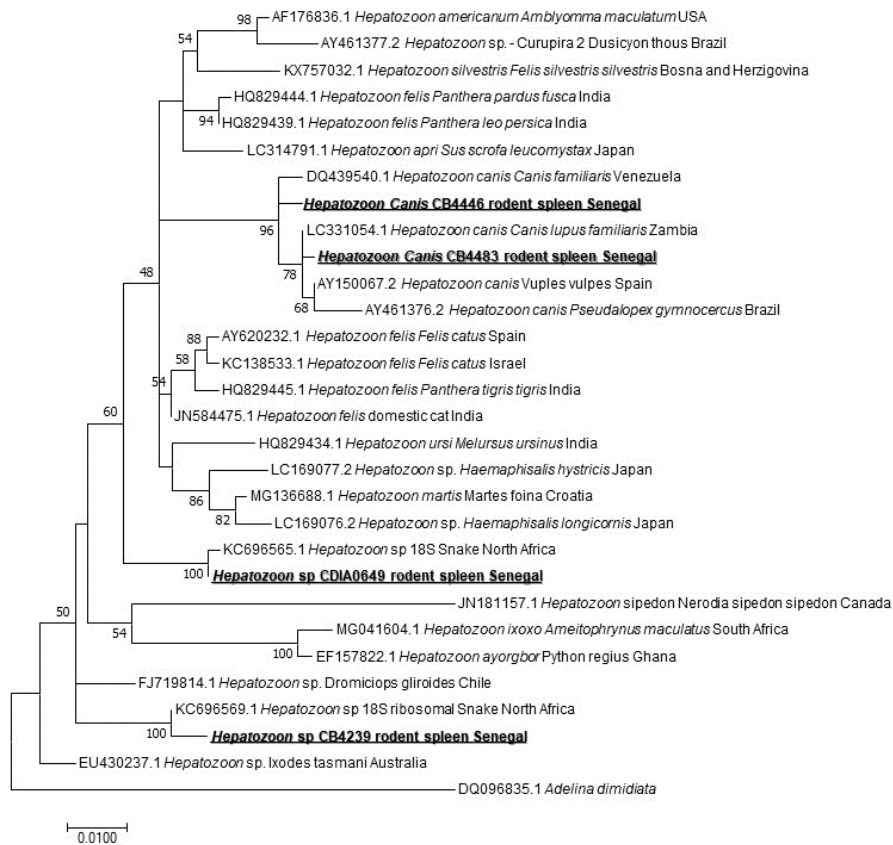 98 AF176836.1 Hepatozoon americanum Amblyomma maculatum USA
54
AY461377.2 Hepatozoon sp. - Curupira 2 Dusicyon thous Brazil
KX757032.1 Hepatozoon silvestris Felis silvestris silvestris Bosna and Herzigovina
HQ829444.1 Hepatozoon felis Panthera pardus fusca India
94 HQ829439.1 Hepatozoon felis Panthera leo persica India
LC314791.1 Hepatozoon apri Sus scrofa leucomystax Japan
DQ439540.1 Hepatozoon canis Canis familiaris Venezuela
Hepatozoon Canis CB4446 rodent spleen Senegal
96
LC331054.1 Hepatozoon canis Canis lupus familiaris Zambia
Hepatozoon Canis CB4483 rodent spleen Senegal
78
48
AY150067.2 Hepatozoon canis Vuples vulpes Spain
68
AY461376.2 Hepatozoon canis Pseudalopex gymnocercus Brazil
88 AY620232.1 Hepatozoon felis Felis catus Spain
58
KC138533.1 Hepatozoon felis Felis catus Israel
54
HQ829445.1 Hepatozoon felis Panthera tigris tigris India
JN584475.1 Hepatozoon felis domestic cat India
60
HQ829434.1 Hepatozoon ursi Melursus ursinus India
LC169077.2 Hepatozoon sp. Haemaphisalis hystricis Japan
86
MG136688.1 Hepatozoon martis Martes foina Croatia
82
LC169076.2 Hepatozoon sp. Haemaphisalis longicornis Japan
KC696565.1 Hepatozoon sp 18S Snake North Africa
100 Hepatozoon sp CDIA0649 rodent spleen Senegal
JN181157.1 Hepatozoon sipedon Nerodia sipedon sipedon Canada
50
54
MG041604.1 Hepatozoon ixoxo Ameitophrynus maculatus South Africa
100
EF157822.1 Hepatozoon ayorgbor Python regius Ghana
FJ719814.1 Hepatozoon sp. Dromiciops gliroides Chile
KC696569.1 Hepatozoon sp 18S ribosomal Snake North Africa
100
Hepatozoon sp CB4239 rodent spleen Senegal
EU430237.1 Hepatozoon sp. Ixodes tasmani Australia
DQ096835.1 Adelina dimidiata
0.0100